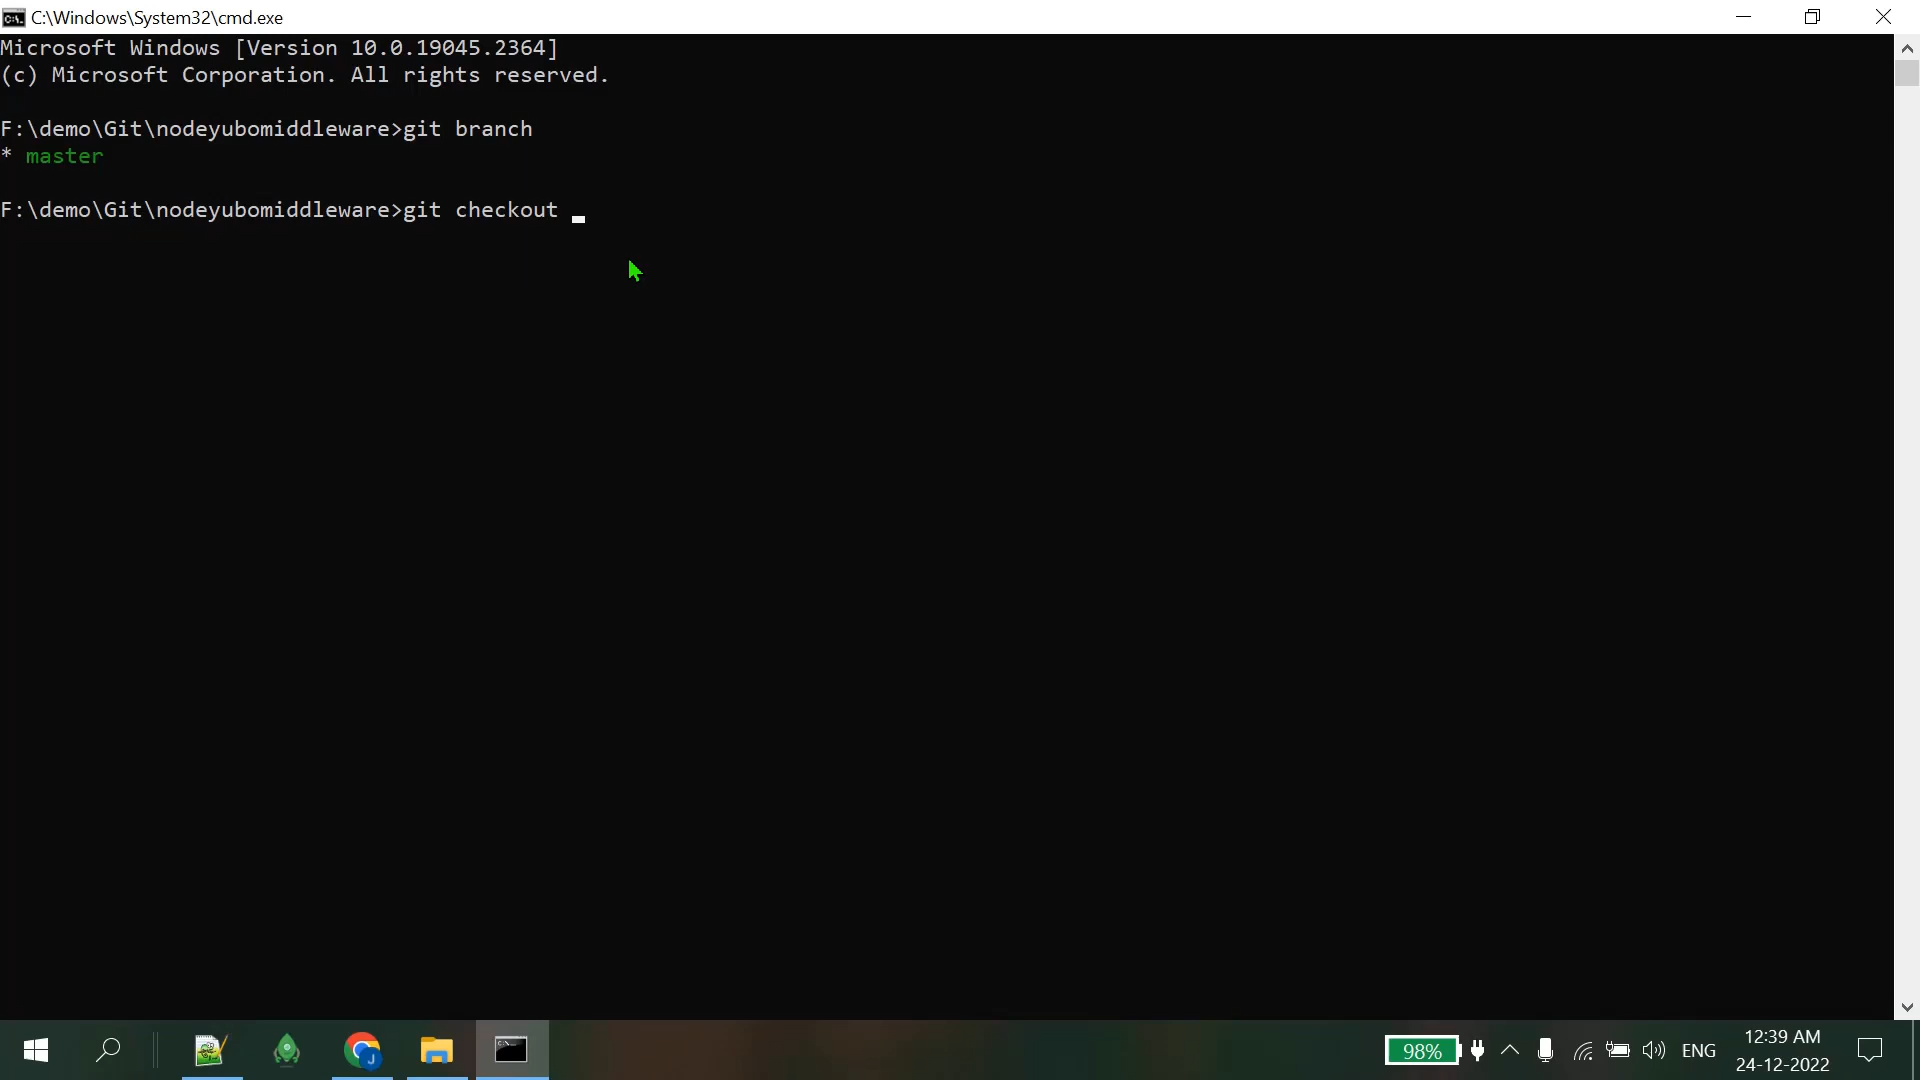 C:\Windows\System32\cmd.exe
Microsoft Windows [Version 10.0.19045.2364]
(c) Microsoft Corporation. All rights reserved.
F:\demo\Git\nodeyubomiddleware>git branch
* master
F:\demo\Git\nodeyubomiddleware>git checkout _
98%
ENG
12:39 AM
24-12-2022